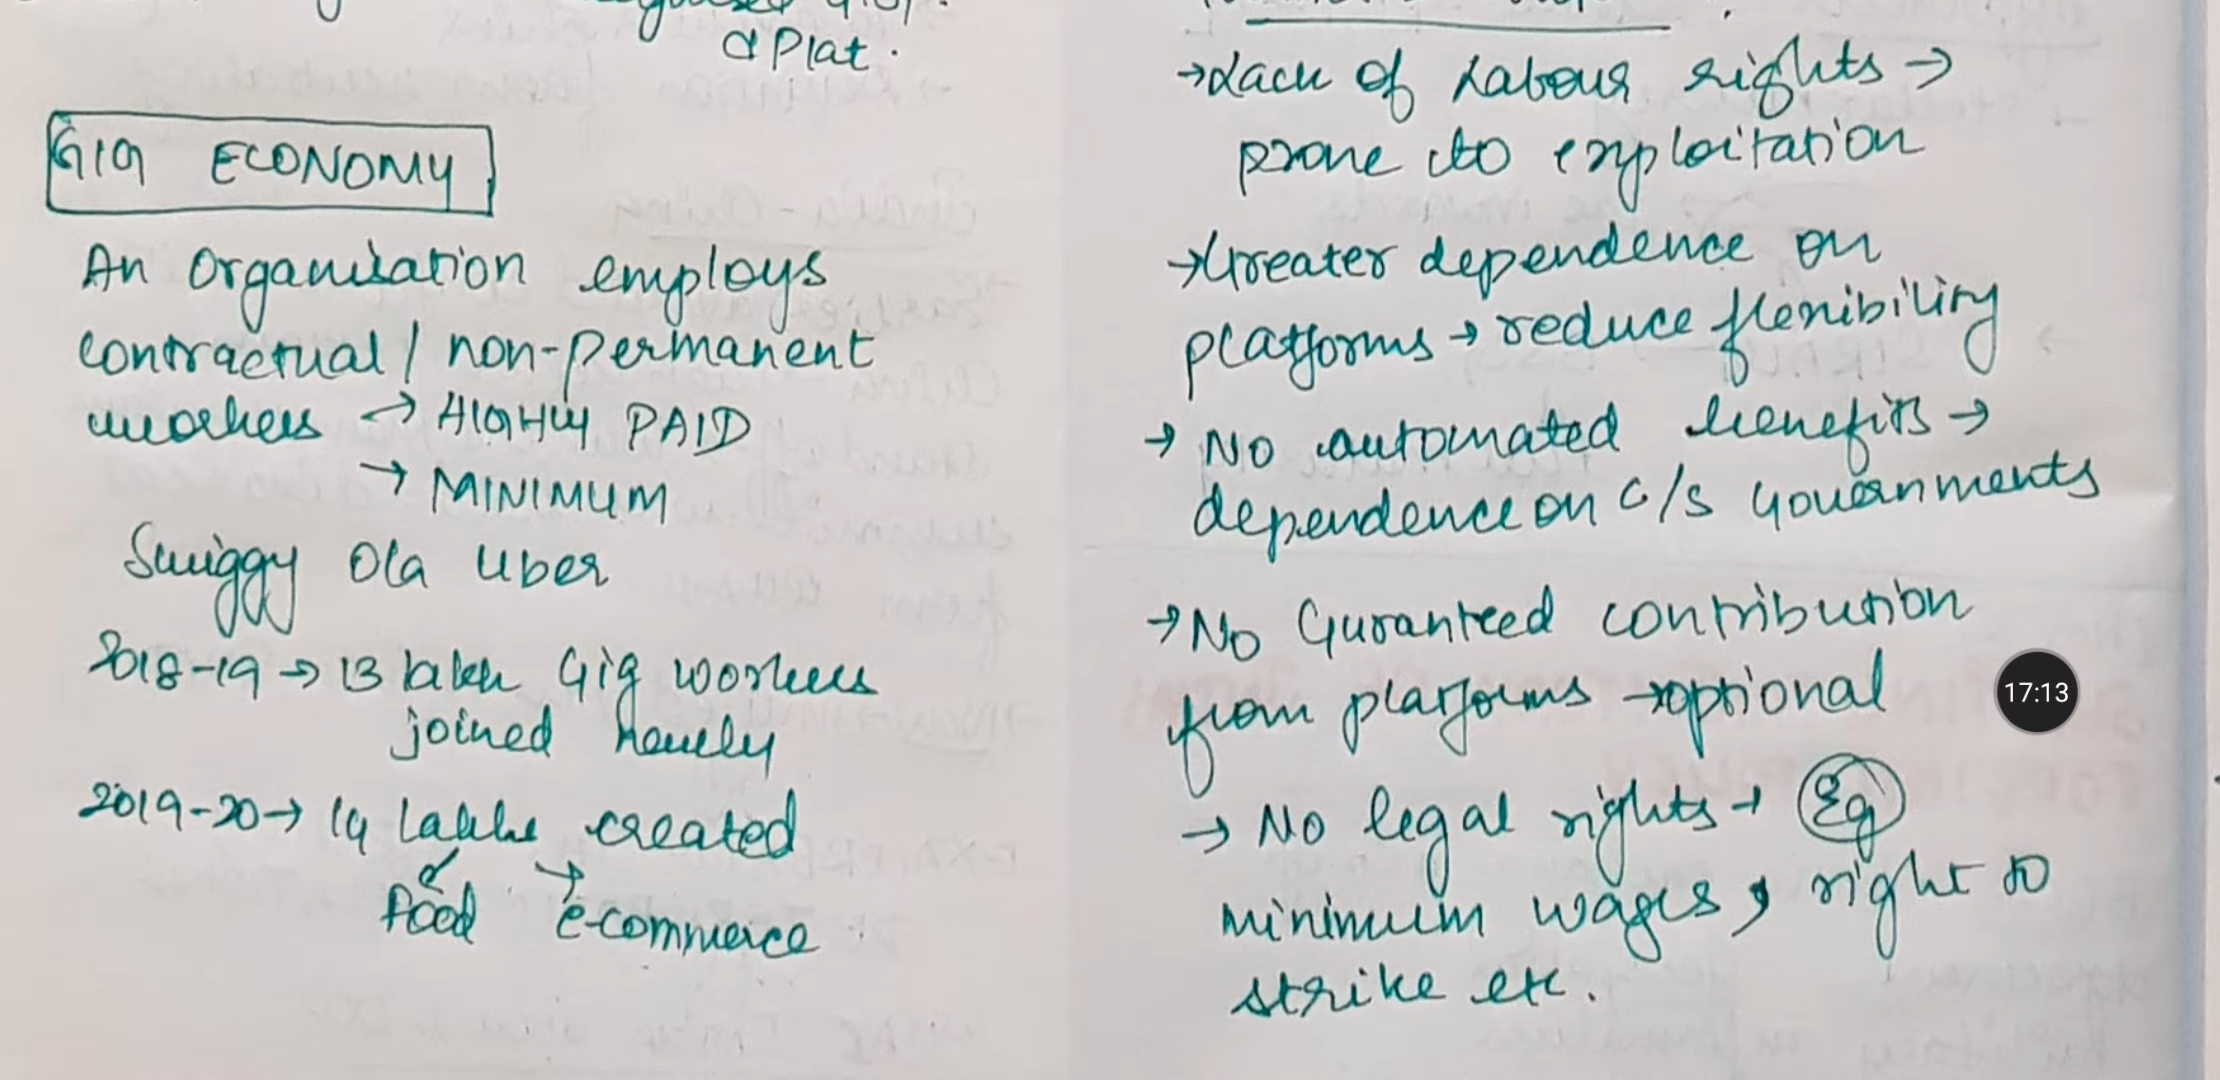 & Plat.
GIG ECONOMY
An Organisation employs
contractual / non-permanent
workers → HIGHLY PAID
→ MINIMUM
Swiggy Ola Uber
2018-19 → 13 lakh Gig workers
joined newly
2019-20 → 14 Lakhs created
food e-commerce
→ Lack of Labour rights →
prone to exploitation
→ Greater dependence on
platforms → reduce flexibility
→ No automated benefits →
dependence on C/S Governments
→ No Guranteed contribution
from platforms → optional
17:13
→ No legal rights → Eg
minimum wages, right to
strike etc.